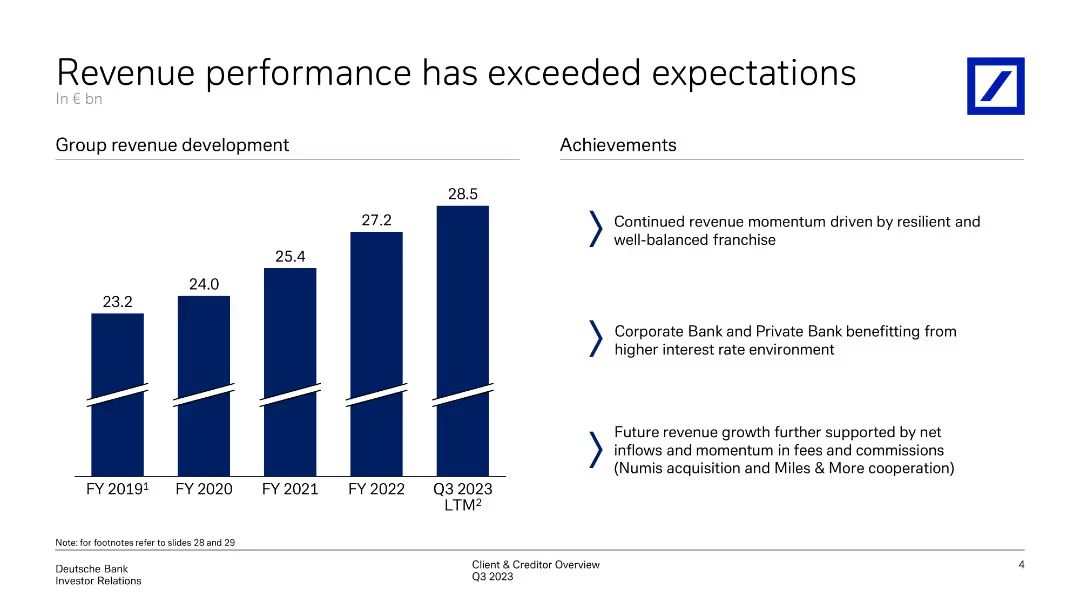 Revenue performance has exceeded expectations
In € bn
Group revenue development
23.2
24.0
25.4
27.2
28.5
FY 2019¹
FY 2020
FY 2021
FY 2022
Q3 2023
LTM²
Achievements
Continued revenue momentum driven by resilient and
well-balanced franchise
Corporate Bank and Private Bank benefitting from
higher interest rate environment
Future revenue growth further supported by net
inflows and momentum in fees and commissions
(Numis acquisition and Miles & More cooperation)
Note: for footnotes refer to slides 28 and 29
Deutsche Bank
Investor Relations
Client & Creditor Overview
Q3 2023
4